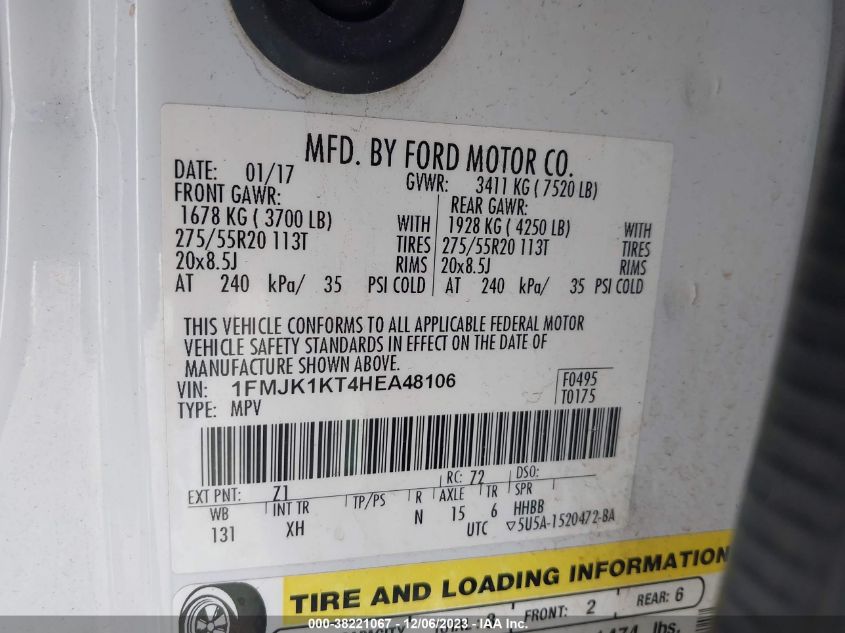 MFD. BY FORD MOTOR CO.
DATE: 01/17 GVWR: 3411 KG ( 7520 LB)
FRONT GAWR: REAR GAWR:
1678 KG ( 3700 LB) WITH 1928 KG ( 4250 LB) WITH
275/55R20 113T TIRES 275/55R20 113T TIRES
20x8.5J RIMS 20x8.5J RIMS
AT 240 kPa/ 35 PSI COLD AT 240 kPa/ 35 PSI COLD
THIS VEHICLE CONFORMS TO ALL APPLICABLE FEDERAL MOTOR
VEHICLE SAFETY STANDARDS IN EFFECT ON THE DATE OF
MANUFACTURE SHOWN ABOVE.
VIN: 1FMJK1KT4HEA48106 F0495
TYPE: MPV T0175
EXT PNT: Z1 RC: 72 DSO:
WB INT TR TP/PS R AXLE TR SPR
131 XH N 15 6 HHBB
UTC ▽5U5A-1520472-BA
TIRE AND LOADING INFORMATION
FRONT: 2 REAR: 6
lbs.
000-38221067 - 12/06/2023 - IAA Inc.